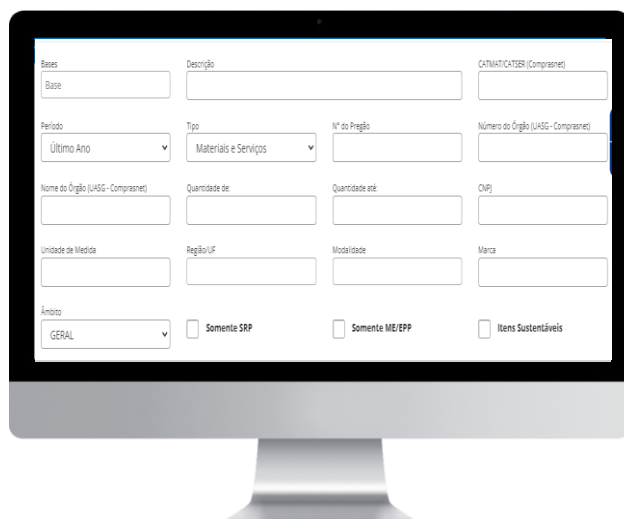 Bases
Descrição
CATMAT/CATSER (Comprasnet)
Base
Período
Tipo
Nº do Pregão
Número do Órgão (UASG - Comprasnet)
Último Ano
Materiais e Serviços
Nome do Órgão (UASG - Comprasnet)
Quantidade de:
Quantidade até:
CNPJ
Unidade de Medida
Região/UF
Modalidade
Marca
Âmbito
GERAL
Somente SRP
Somente ME/EPP
Itens Sustentáveis